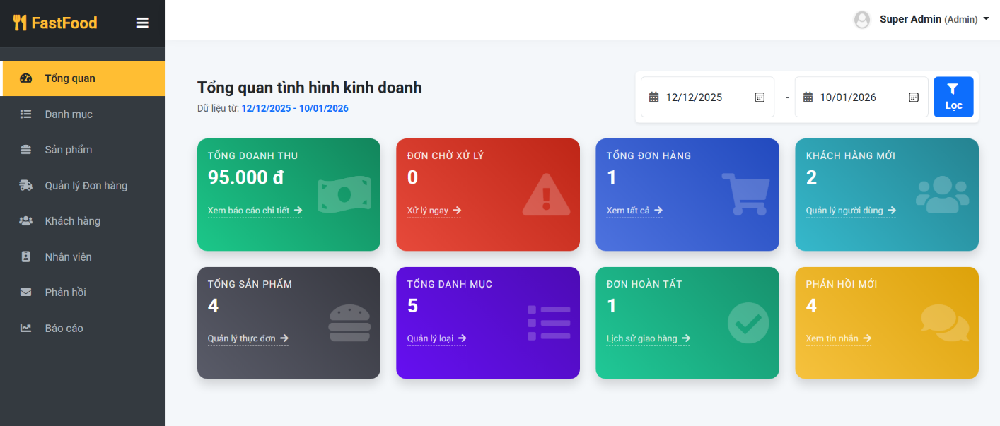 FastFood
Super Admin (Admin)
Tổng quan
Danh mục
Sản phẩm
Quản lý Đơn hàng
Khách hàng
Nhân viên
Phản hồi
Báo cáo
Tổng quan tình hình kinh doanh
Dữ liệu từ: 12/12/2025 - 10/01/2026
12/12/2025 - 10/01/2026
Lọc
TỔNG DOANH THU
95.000 đ
Xem báo cáo chi tiết
ĐƠN CHỜ XỬ LÝ
0
Xử lý ngay
TỔNG ĐƠN HÀNG
1
Xem tất cả
KHÁCH HÀNG MỚI
2
Quản lý người dùng
TỔNG SẢN PHẨM
4
Quản lý thực đơn
TỔNG DANH MỤC
5
Quản lý loại
ĐƠN HOÀN TẤT
1
Lịch sử giao hàng
PHẢN HỒI MỚI
4
Xem tin nhắn